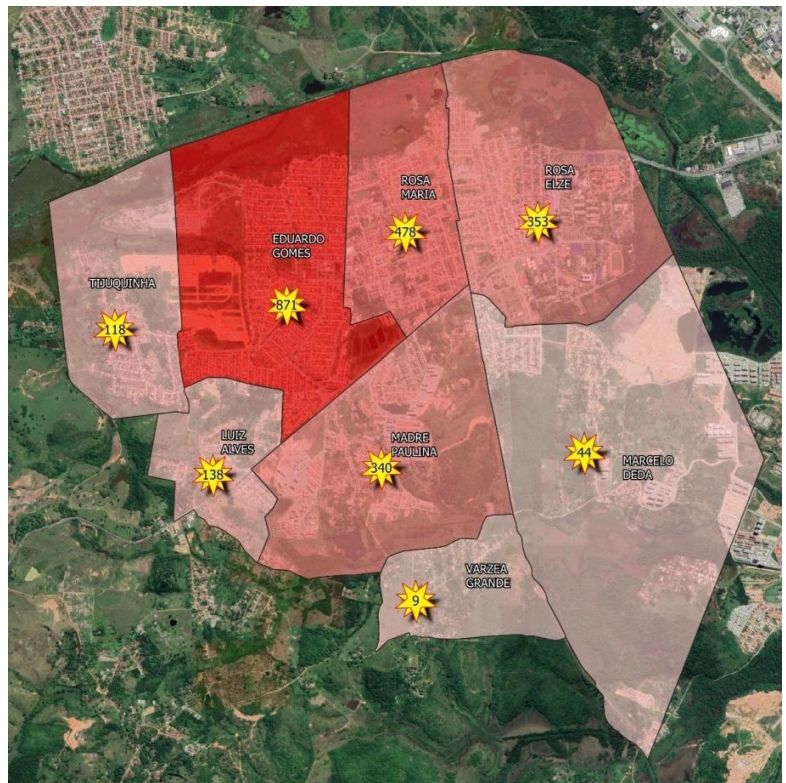 ROSA
MARIA
478
ROSA
ELZE
353
EDUARDO
GOMES
871
TIJUQUINHA
118
LUIZ
ALVES
138
MADRE
PAULINA
340
MARCELO
DEDA
44
VARZEA
GRANDE
9